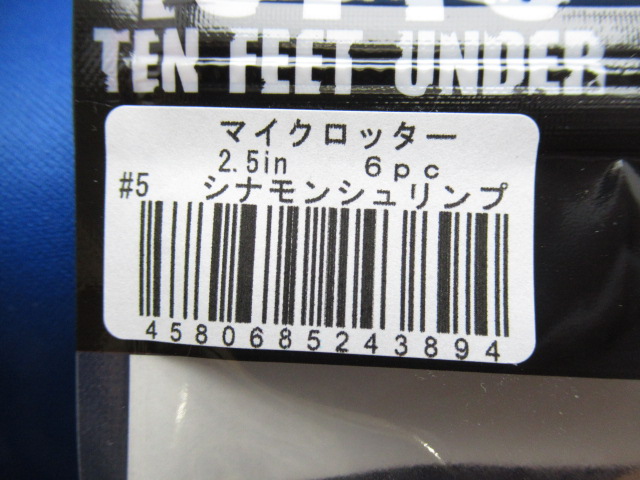 TEN FEET UNDER
マイクロッター
2.5in 6pc
#5 シナモンシュリンプ
4580685243894